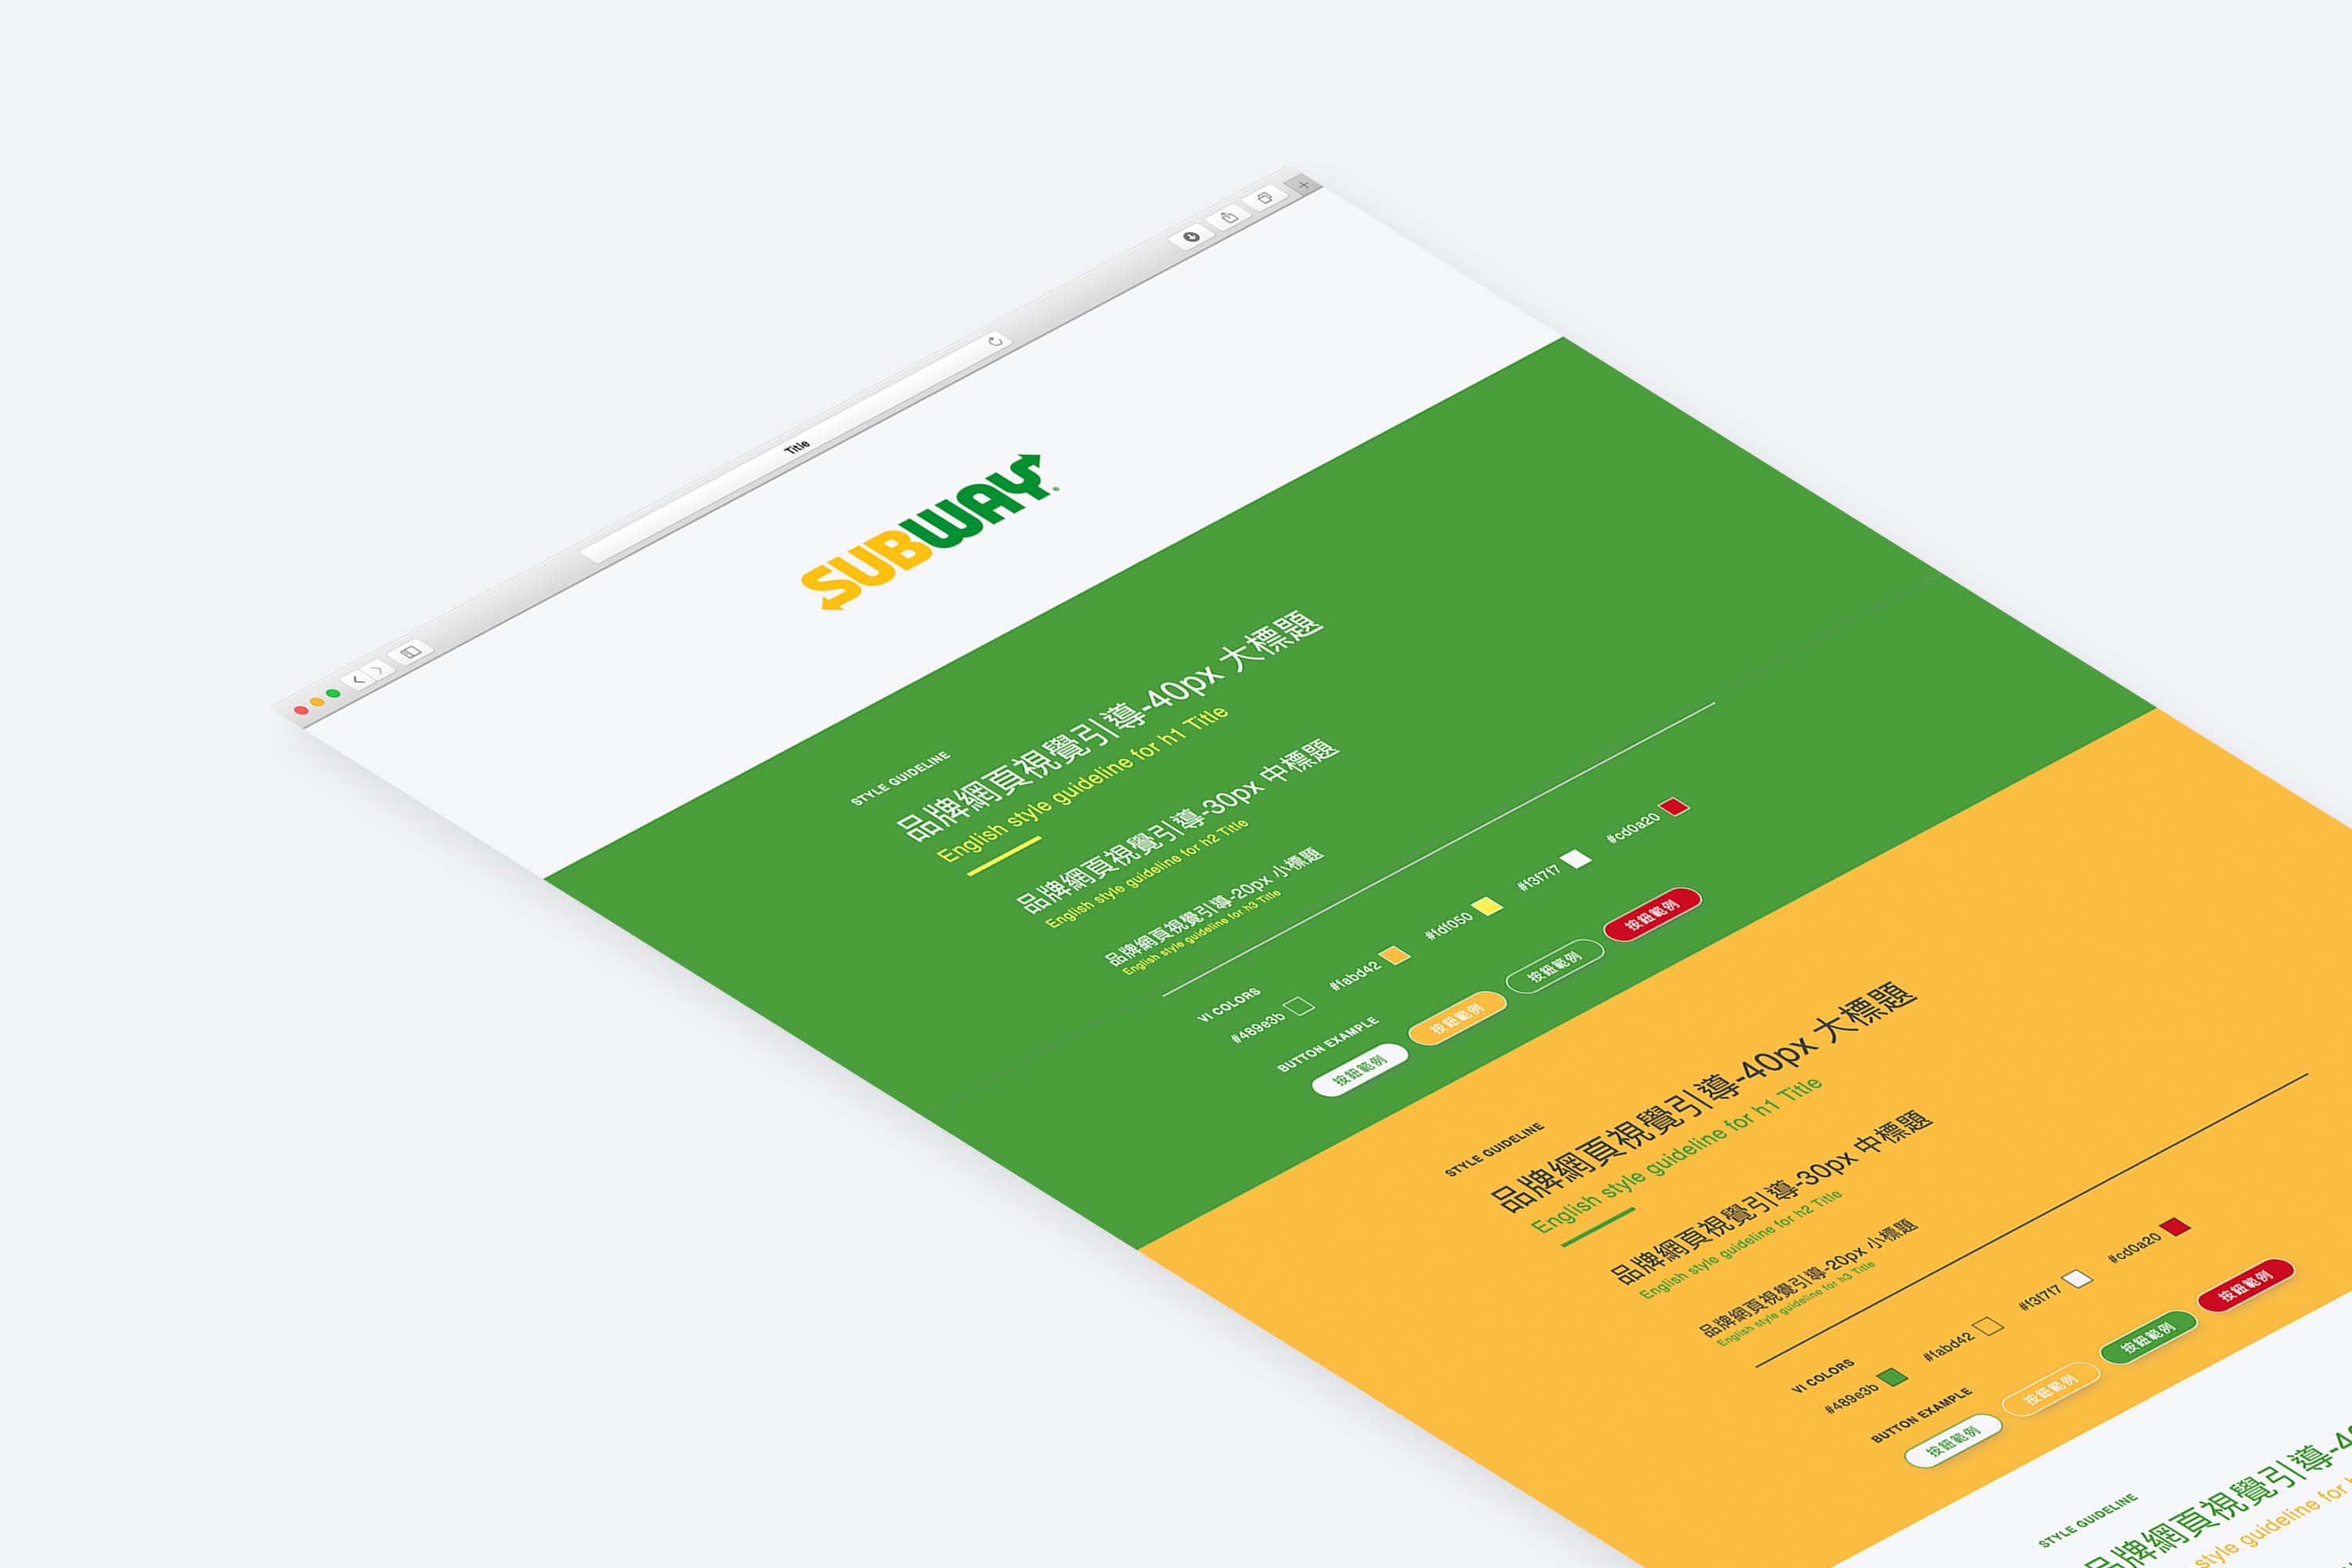 Title
SUBWAY
STYLE GUIDELINE
品牌網頁視覺引導-40px 大標題
English style guideline for h1 Title
品牌網頁視覺引導-30px 中標題
English style guideline for h2 Title
品牌網頁視覺引導-20px 小標題
English style guideline for h3 Title
VI COLORS
#489e3b #fabd42 #fdf050 #f3f7f7 #cd0a20
BUTTON EXAMPLE
按鈕範例 按鈕範例 按鈕範例 按鈕範例
STYLE GUIDELINE
品牌網頁視覺引導-40px 大標題
English style guideline for h1 Title
品牌網頁視覺引導-30px 中標題
English style guideline for h2 Title
品牌網頁視覺引導-20px 小標題
English style guideline for h3 Title
VI COLORS
#489e3b #fabd42 #f3f7f7 #cd0a20
BUTTON EXAMPLE
按鈕範例 按鈕範例 按鈕範例 按鈕範例
STYLE GUIDELINE
品牌網頁視覺引導-4
style guideline for